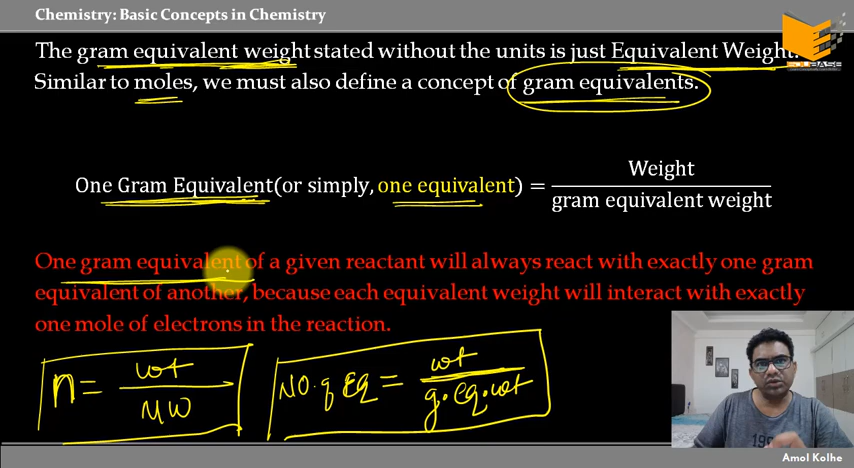 Chemistry: Basic Concepts in Chemistry
The gram equivalent weight stated without the units is just Equivalent Weight.
Similar to moles, we must also define a concept of gram equivalents.
One Gram Equivalent(or simply, one equivalent) = Weight / gram equivalent weight
One gram equivalent of a given reactant will always react with exactly one gram
equivalent of another, because each equivalent weight will interact with exactly
one mole of electrons in the reaction.
n = wt / MW
No. of Eq = wt / g. eq. wt
Amol Kolhe